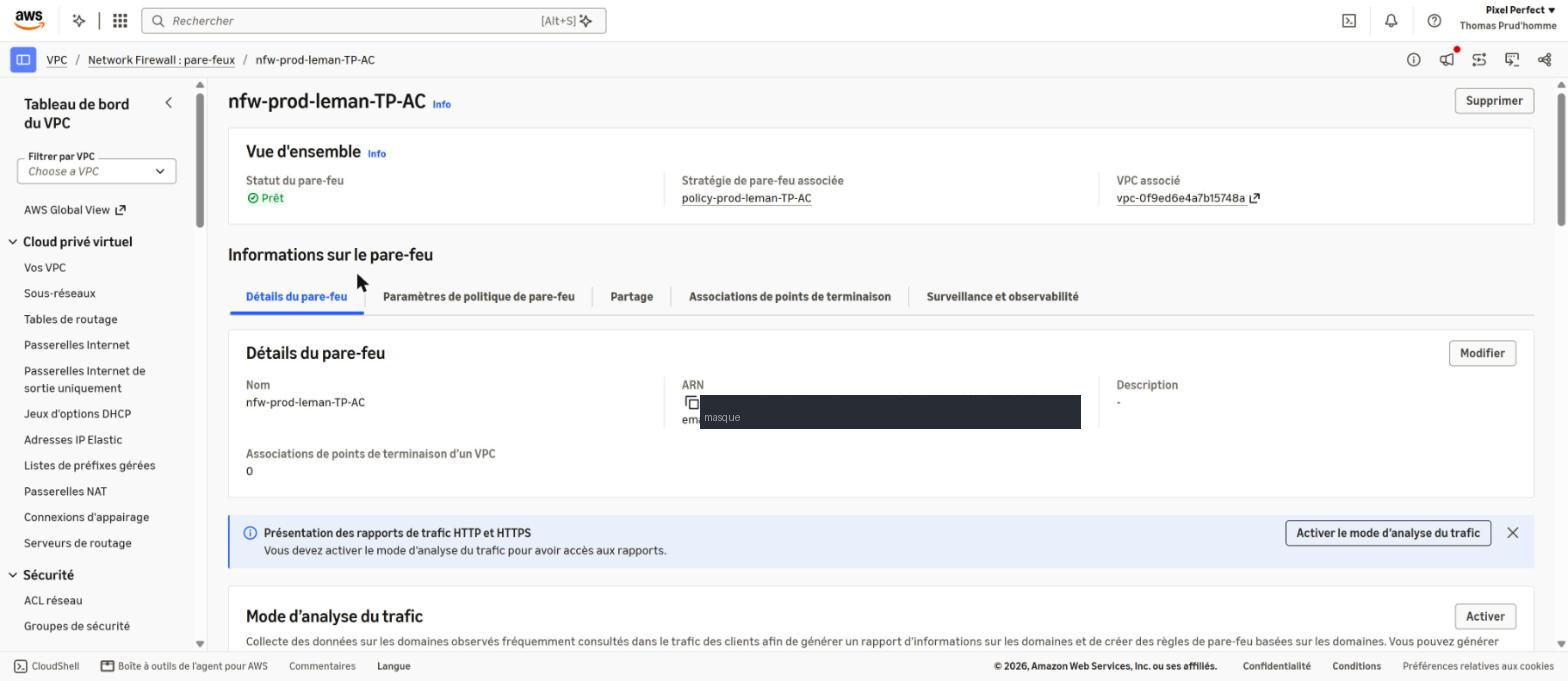 aws
Rechercher [Alt+S]
Pixel Perfect ▼
Thomas Prud'homme
VPC / Network Firewall : pare-feux / nfw-prod-leman-TP-AC
Tableau de bord
du VPC
Filtrer par VPC
Choose a VPC
AWS Global View
Cloud privé virtuel
Vos VPC
Sous-réseaux
Tables de routage
Passerelles Internet
Passerelles Internet de
sortie uniquement
Jeux d'options DHCP
Adresses IP Elastic
Listes de préfixes gérées
Passerelles NAT
Connexions d'appairage
Serveurs de routage
Sécurité
ACL réseau
Groupes de sécurité
nfw-prod-leman-TP-AC Info
Supprimer
Vue d'ensemble Info
Statut du pare-feu
Prêt
Stratégie de pare-feu associée
policy-prod-leman-TP-AC
VPC associé
vpc-0f9ed6e4a7b15748a
Informations sur le pare-feu
Détails du pare-feu Paramètres de politique de pare-feu Partage Associations de points de terminaison Surveillance et observabilité
Détails du pare-feu
Modifier
Nom
nfw-prod-leman-TP-AC
ARN
masque
Description
-
Associations de points de terminaison d'un VPC
0
Présentation des rapports de trafic HTTP et HTTPS
Vous devez activer le mode d'analyse du trafic pour avoir accès aux rapports.
Activer le mode d'analyse du trafic
Mode d'analyse du trafic
Activer
Collecte des données sur les domaines observés fréquemment consultés dans le trafic des clients afin de générer un rapport d'informations sur les domaines et de créer des règles de pare-feu basées sur les domaines. Vous pouvez générer
CloudShell Boîte à outils de l'agent pour AWS Commentaires Langue
© 2026, Amazon Web Services, Inc. ou ses affiliés. Confidentialité Conditions Préférences relatives aux cookies